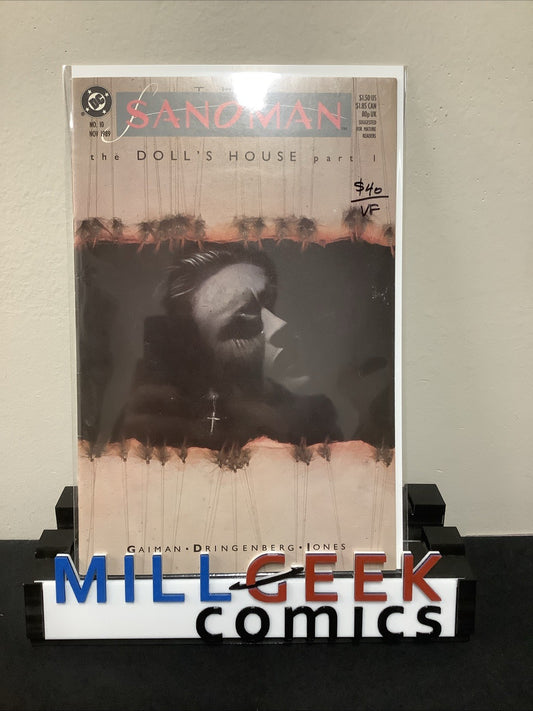 DC
THE
SANDMAN
NO. 10
NOV 1989
$1.50 US
$1.85 CAN
80p UK
SUGGESTED
FOR MATURE
READERS
the DOLL'S HOUSE part 1
$40
VF
GAIMAN • DRINGENBERG • JONES
MILLGEEK
comics